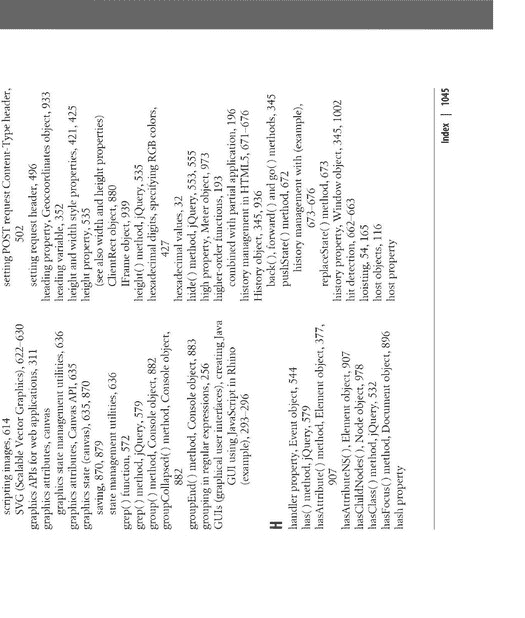 scripting images, 614
SVG (Scalable Vector Graphics), 622–630
graphics APIs for web applications, 311
graphics attributes, canvas
graphics state management utilities, 636
graphics attributes, Canvas API, 635
graphics state (canvas), 635, 870
saving, 870, 879
state management utilities, 636
grep() function, 572
grep() method, jQuery, 579
group() method, Console object, 882
groupCollapsed() method, Console object,
882
groupEnd() method, Console object, 883
grouping in regular expressions, 256
GUIs (graphical user interfaces), creating Java
GUI using JavaScript in Rhino
(example), 293–296
H
handler property, Event object, 544
has() method, jQuery, 579
hasAttribute() method, Element object, 377,
907
hasAttributeNS(), Element object, 907
hasChildNodes(), Node object, 978
hasClass() method, jQuery, 532
hasFocus() method, Document object, 896
hash property
setting POST request Content-Type header,
502
setting request header, 496
heading property, Geocoordinates object, 933
heading variable, 352
height and width style properties, 421, 425
height property, 535
(see also width and height properties)
ClientRect object, 880
IFrame object, 939
height() method, jQuery, 535
hexadecimal digits, specifying RGB colors,
427
hexadecimal values, 32
hide() method, jQuery, 553, 555
high property, Meter object, 973
higher-order functions, 193
combined with partial application, 196
history management in HTML5, 671–676
History object, 345, 936
back(), forward() and go() methods, 345
pushState() method, 672
history management with (example),
673–676
replaceState() method, 673
history property, Window object, 345, 1002
hit detection, 662–663
hoisting, 54, 165
host objects, 116
host property
Index | 1045